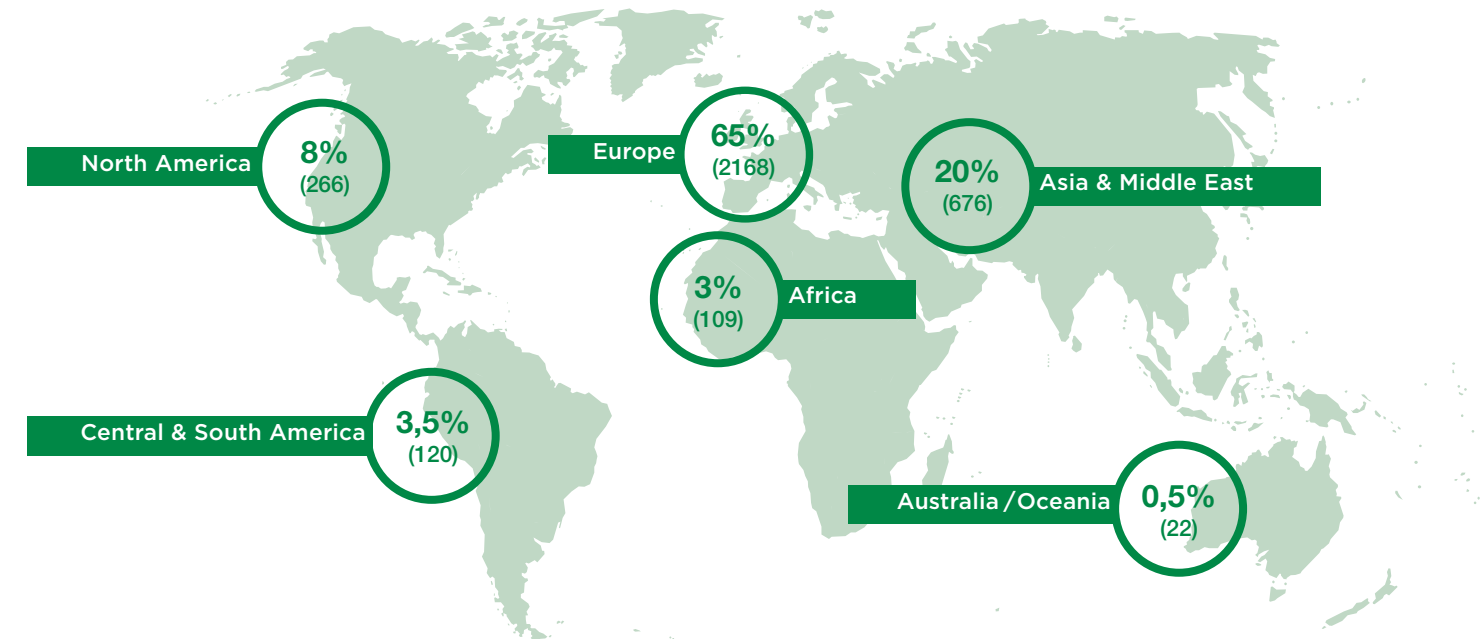 North America
8%
(266)
Europe
65%
(2168)
20%
(676)
Asia & Middle East
3%
(109)
Africa
Central & South America
3,5%
(120)
Australia / Oceania
0,5%
(22)